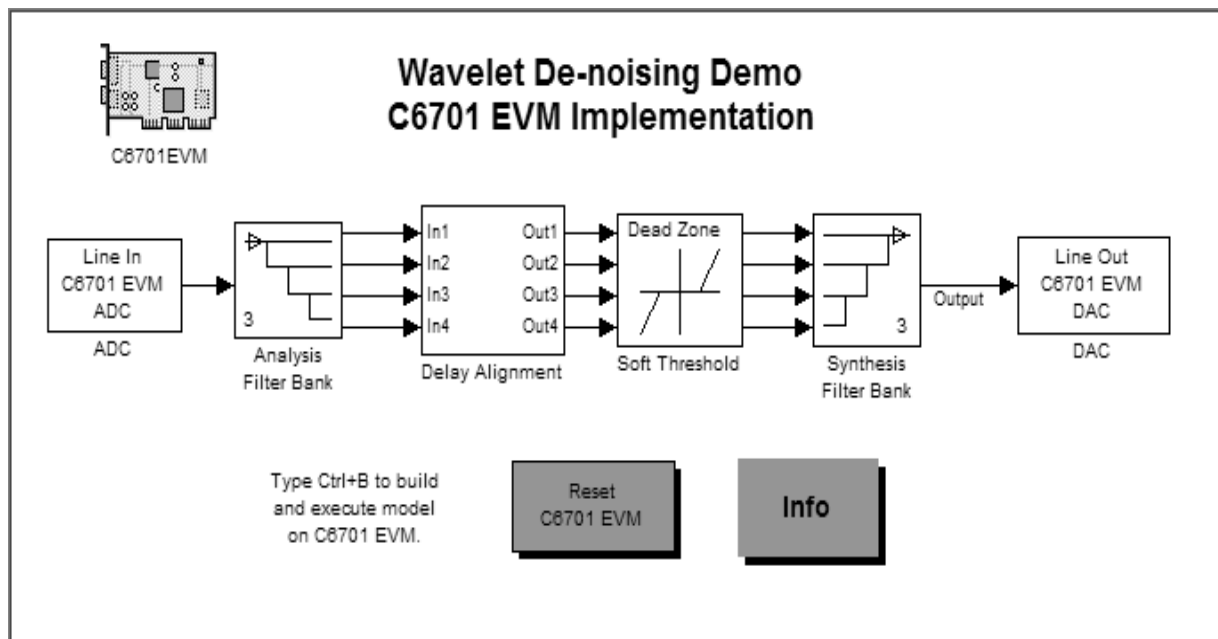 Wavelet De-noising Demo
C6701 EVM Implementation
C6701EVM
Line In
C6701 EVM
ADC
ADC
3
Analysis
Filter Bank
In1
In2
In3
In4
Out1
Out2
Out3
Out4
Delay Alignment
Dead Zone
Soft Threshold
3
Synthesis
Filter Bank
Output
Line Out
C6701 EVM
DAC
DAC
Type Ctrl+B to build
and execute model
on C6701 EVM.
Reset
C6701 EVM
Info